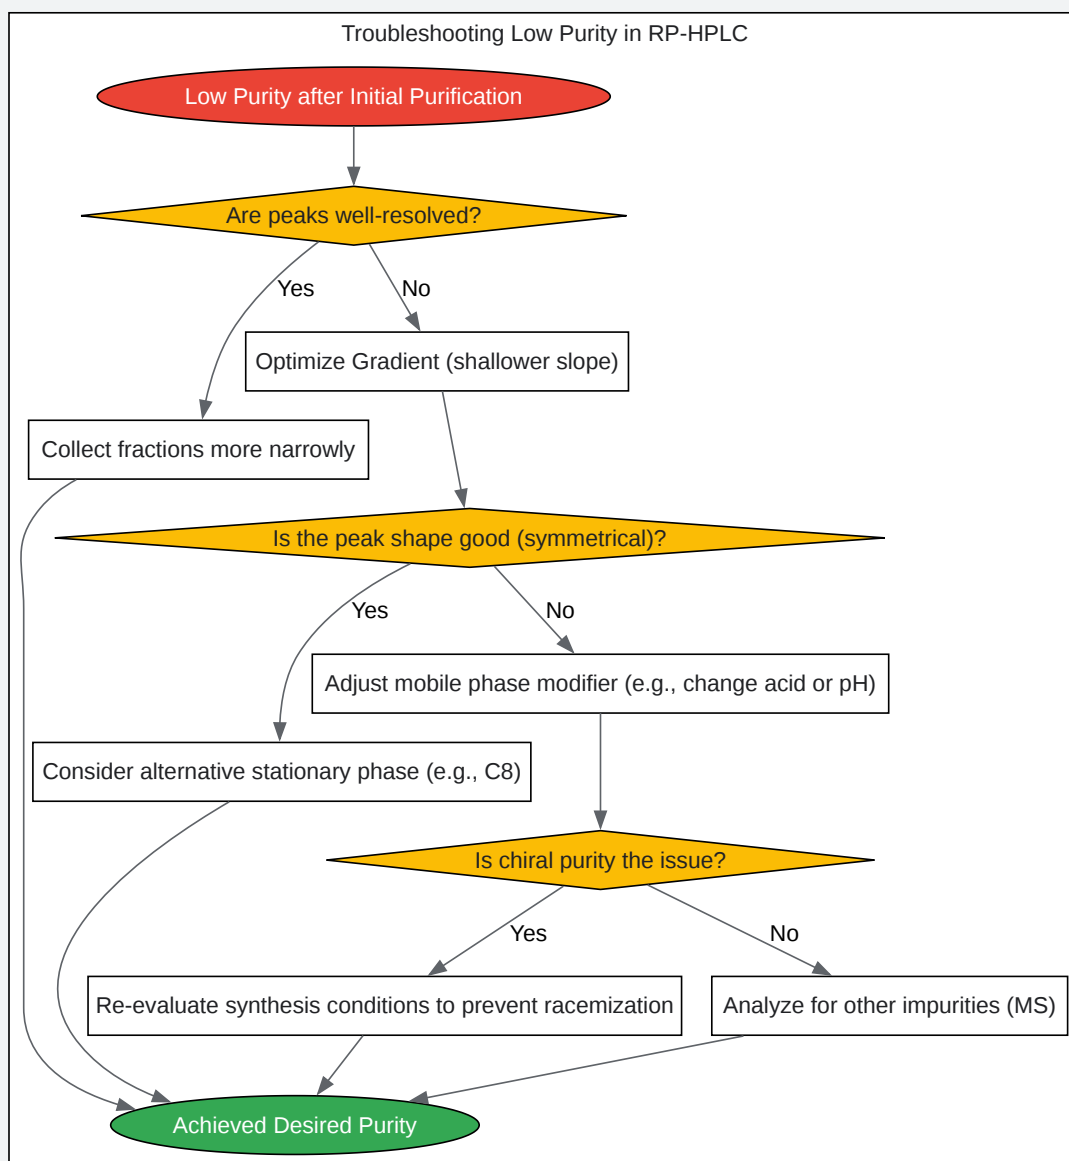 Troubleshooting Low Purity in RP-HPLC
Low Purity after Initial Purification
Are peaks well-resolved?
Yes
No
Optimize Gradient (shallower slope)
Collect fractions more narrowly
Is the peak shape good (symmetrical)?
Yes
No
Adjust mobile phase modifier (e.g., change acid or pH)
Consider alternative stationary phase (e.g., C8)
Is chiral purity the issue?
Yes
No
Re-evaluate synthesis conditions to prevent racemization
Analyze for other impurities (MS)
Achieved Desired Purity